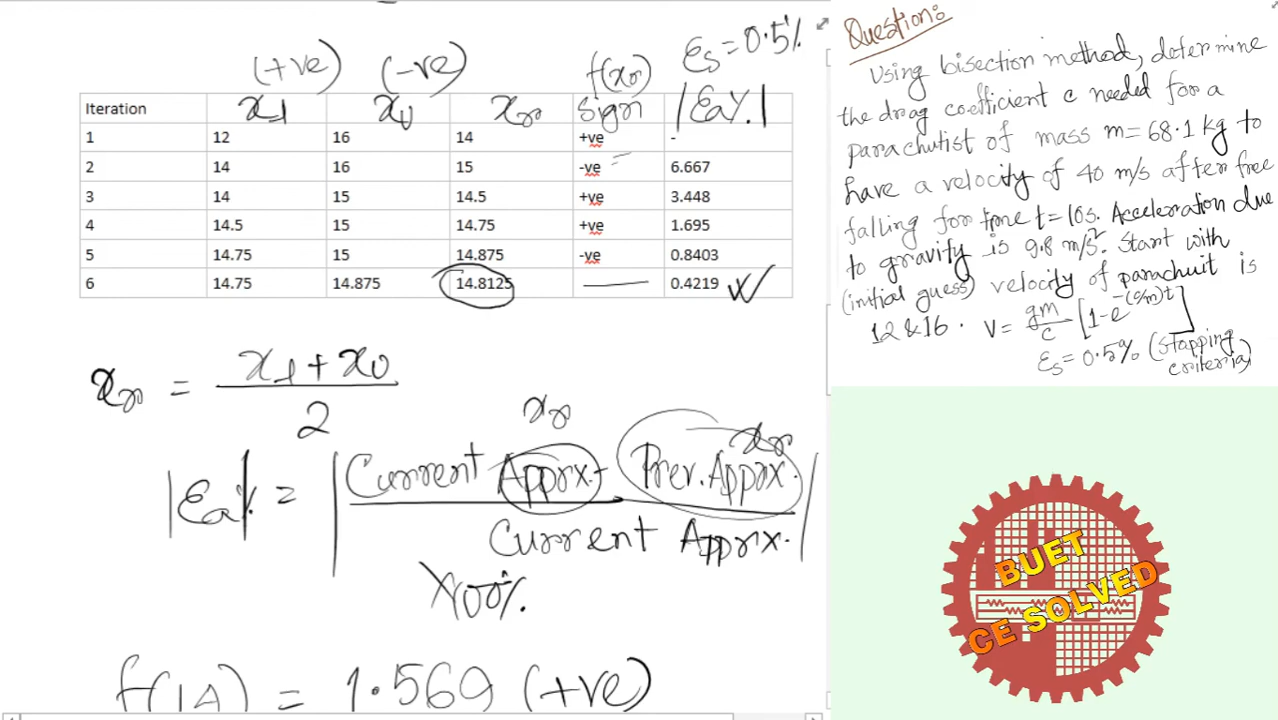 (+ve) (-ve) f(xr) Es = 0.5%
Iteration xl xu xr sign |Ea%|
1 12 16 14 +ve -
2 14 16 15 -ve 6.667
3 14 15 14.5 +ve 3.448
4 14.5 15 14.75 +ve 1.695
5 14.75 15 14.875 -ve 0.8403
6 14.75 14.875 14.8125 0.4219
xr = xl + xu / 2
xr xr
|Ea%| = | Current Apprx. - Prev. Apprx. / Current Apprx. |
X100%
f(14) = 1.569 (+ve)
Question:
Using bisection method, determine
the drag coefficient c needed for a
parachutist of mass m = 68.1 kg to
have a velocity of 40 m/s after free
falling for time t = 10s. Acceleration due
to gravity is 9.8 m/s². Start with
(initial guess) velocity of parachuit is
12 & 16. V = gm/c [1-e^-(c/m)t]
Es = 0.5% (stapping
criteria)
BUET
CE SOLVED